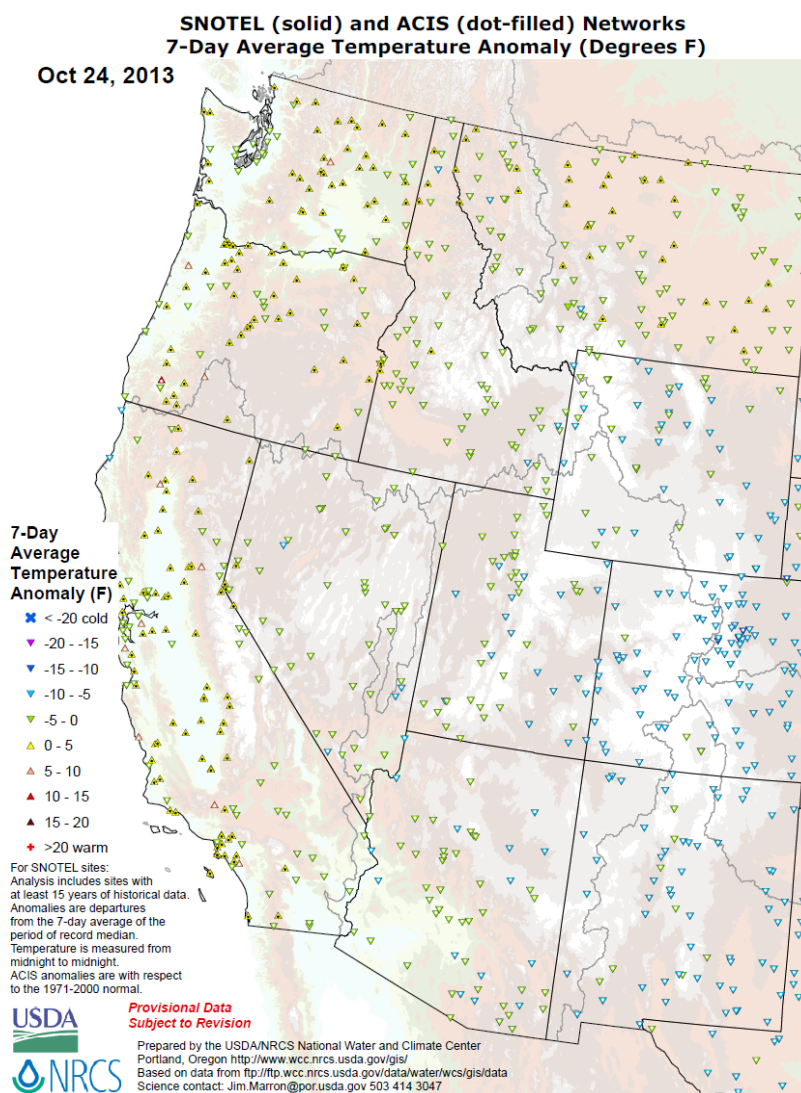 SNOTEL (solid) and ACIS (dot-filled) Networks
7-Day Average Temperature Anomaly (Degrees F)
Oct 24, 2013
7-Day
Average
Temperature
Anomaly (F)
< -20 cold
-20 - -15
-15 - -10
-10 - -5
-5 - 0
0 - 5
5 - 10
10 - 15
15 - 20
>20 warm
For SNOTEL sites:
Analysis includes sites with
at least 15 years of historical data.
Anomalies are departures
from the 7-day average of the
period of record median.
Temperature is measured from
midnight to midnight.
ACIS anomalies are with respect
to the 1971-2000 normal.
USDA
NRCS
Provisional Data
Subject to Revision
Prepared by the USDA/NRCS National Water and Climate Center
Portland, Oregon http://www.wcc.nrcs.usda.gov/gis/
Based on data from ftp://ftp.wcc.nrcs.usda.gov/data/water/wcs/gis/data
Science contact: Jim.Marron@por.usda.gov 503 414 3047